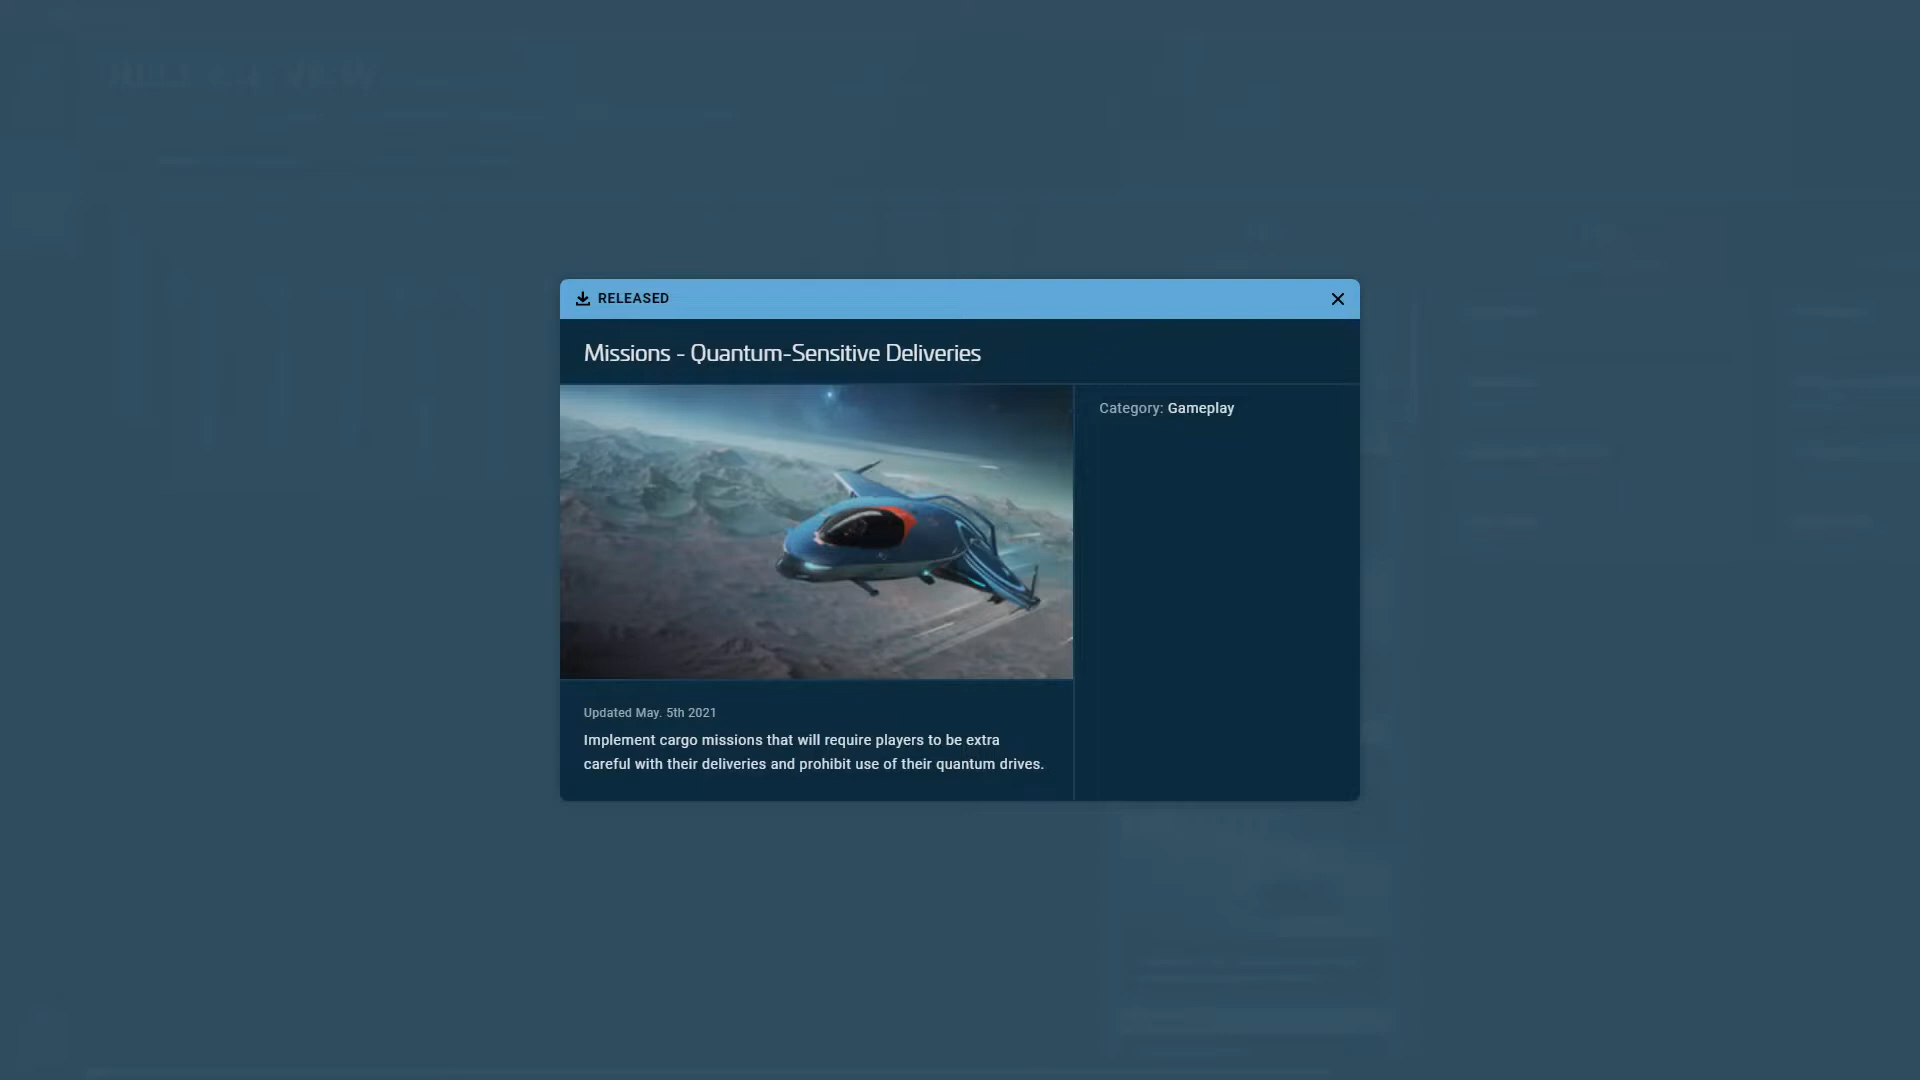 RELEASED
Missions - Quantum-Sensitive Deliveries
Category: Gameplay
Updated May. 5th 2021
Implement cargo missions that will require players to be extra
careful with their deliveries and prohibit use of their quantum drives.